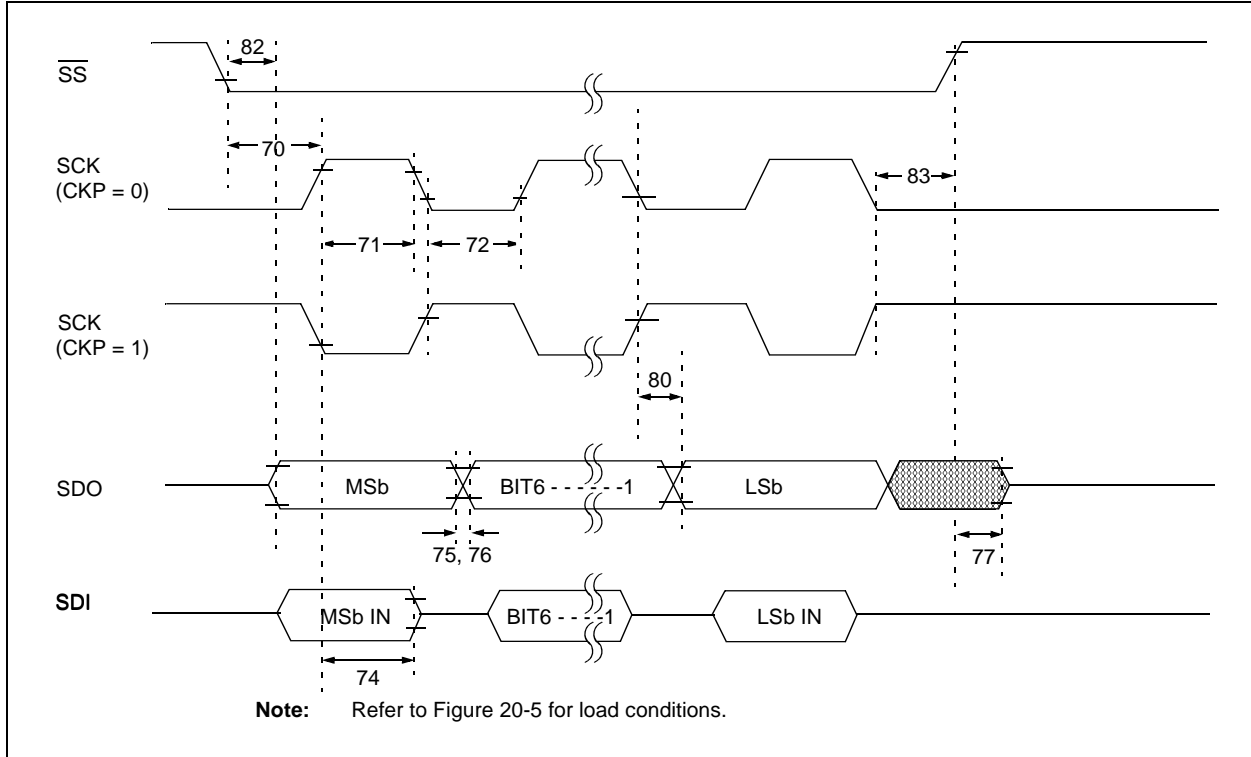 82
SS
70
SCK
(CKP = 0)
83
71
72
SCK
(CKP = 1)
80
SDO
MSb
BIT6 - - - - - -1
LSb
75, 76
77
SDI
MSb IN
BIT6 - - - -1
LSb IN
74
Note: Refer to Figure 20-5 for load conditions.